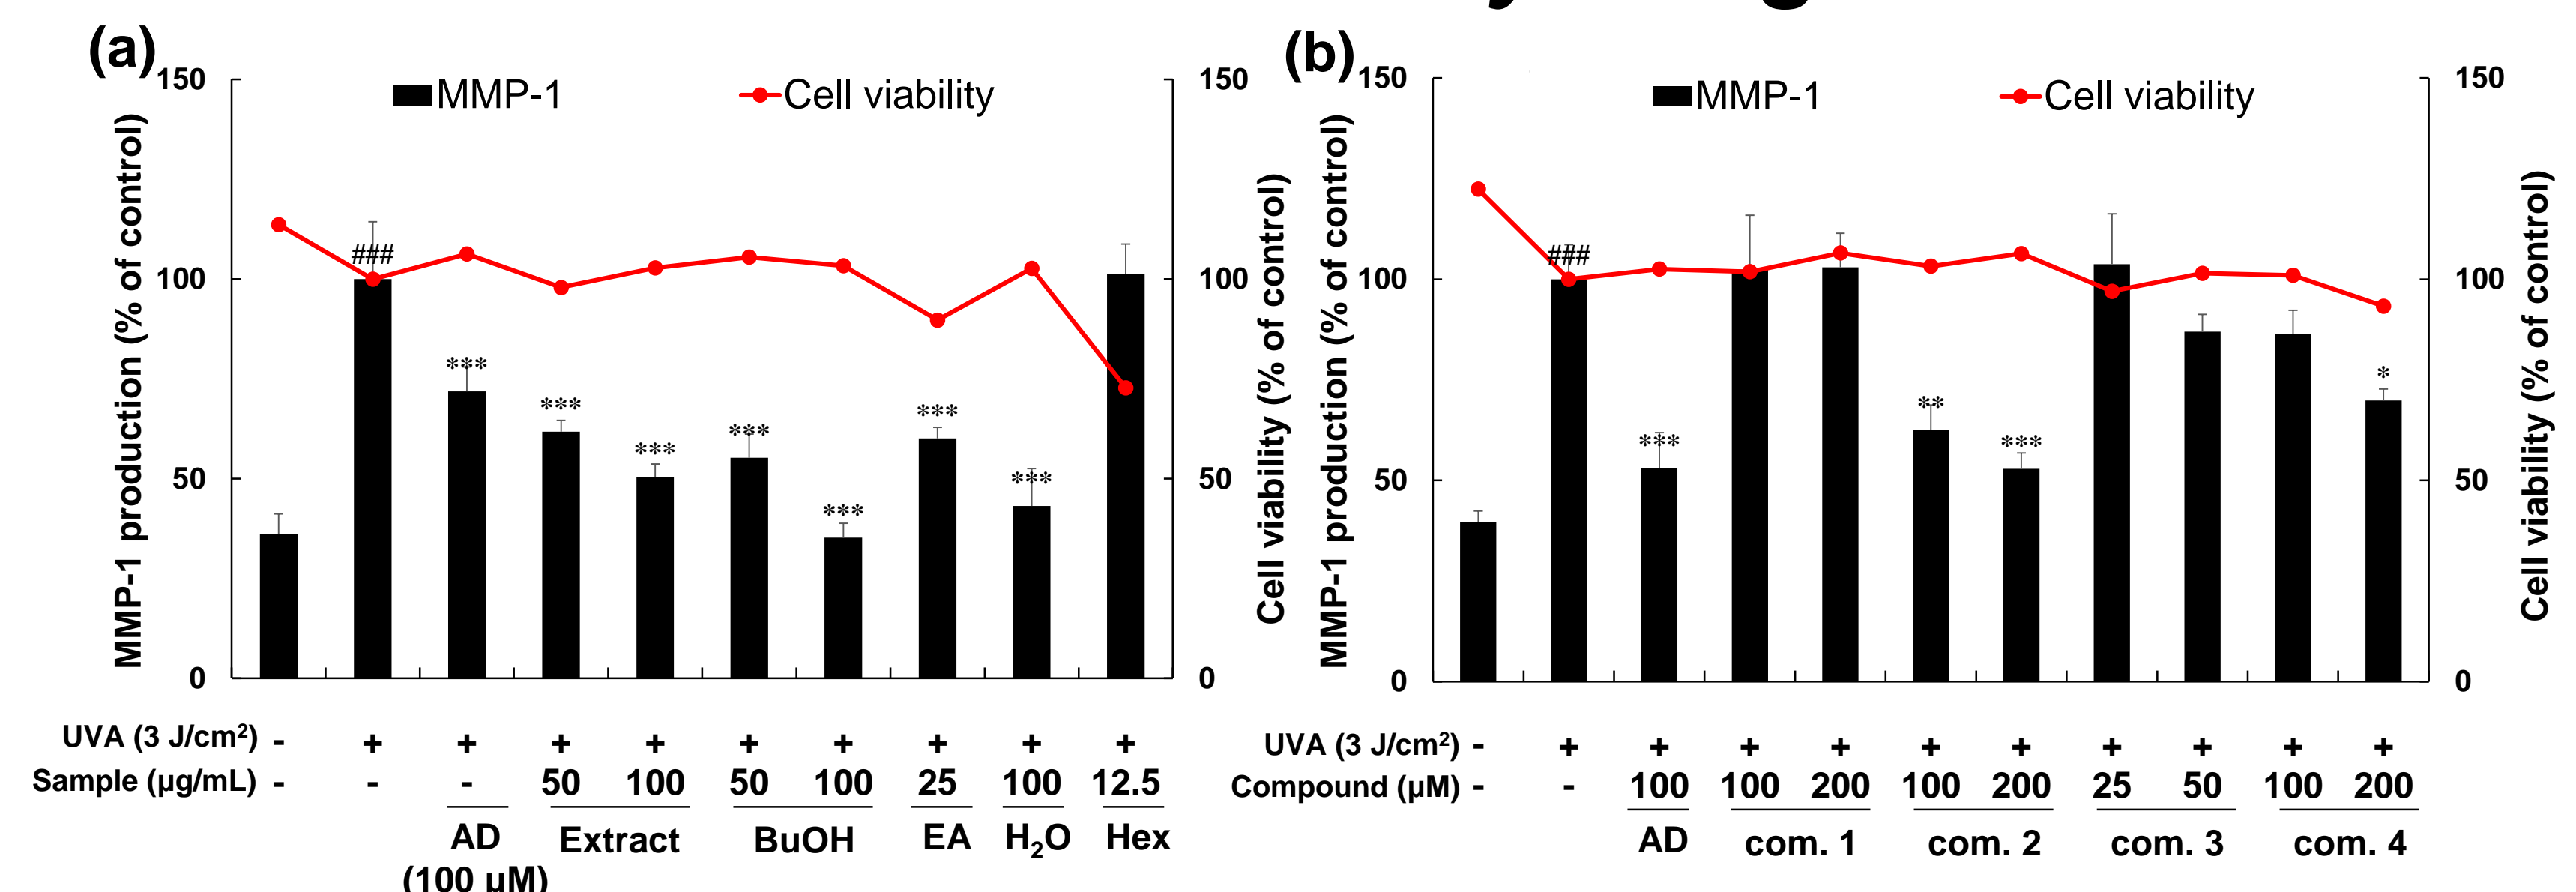 (a)
150
100
50
0
MMP-1 production (% of control)
MMP-1
Cell viability
###
***
***
***
***
***
***
***
150
100
50
0
Cell viability (% of control)
UVA (3 J/cm²) - + + + + + + + + +
Sample (μg/mL) - - - 50 100 50 100 25 100 12.5
AD Extract BuOH EA H₂O Hex
(100 μM)
(b)
150
100
50
0
MMP-1 production (% of control)
MMP-1
Cell viability
###
***
**
***
*
150
100
50
0
Cell viability (% of control)
UVA (3 J/cm²) - + + + + + + + + + +
Compound (μM) - - 100 100 200 100 200 25 50 100 200
AD com. 1 com. 2 com. 3 com. 4